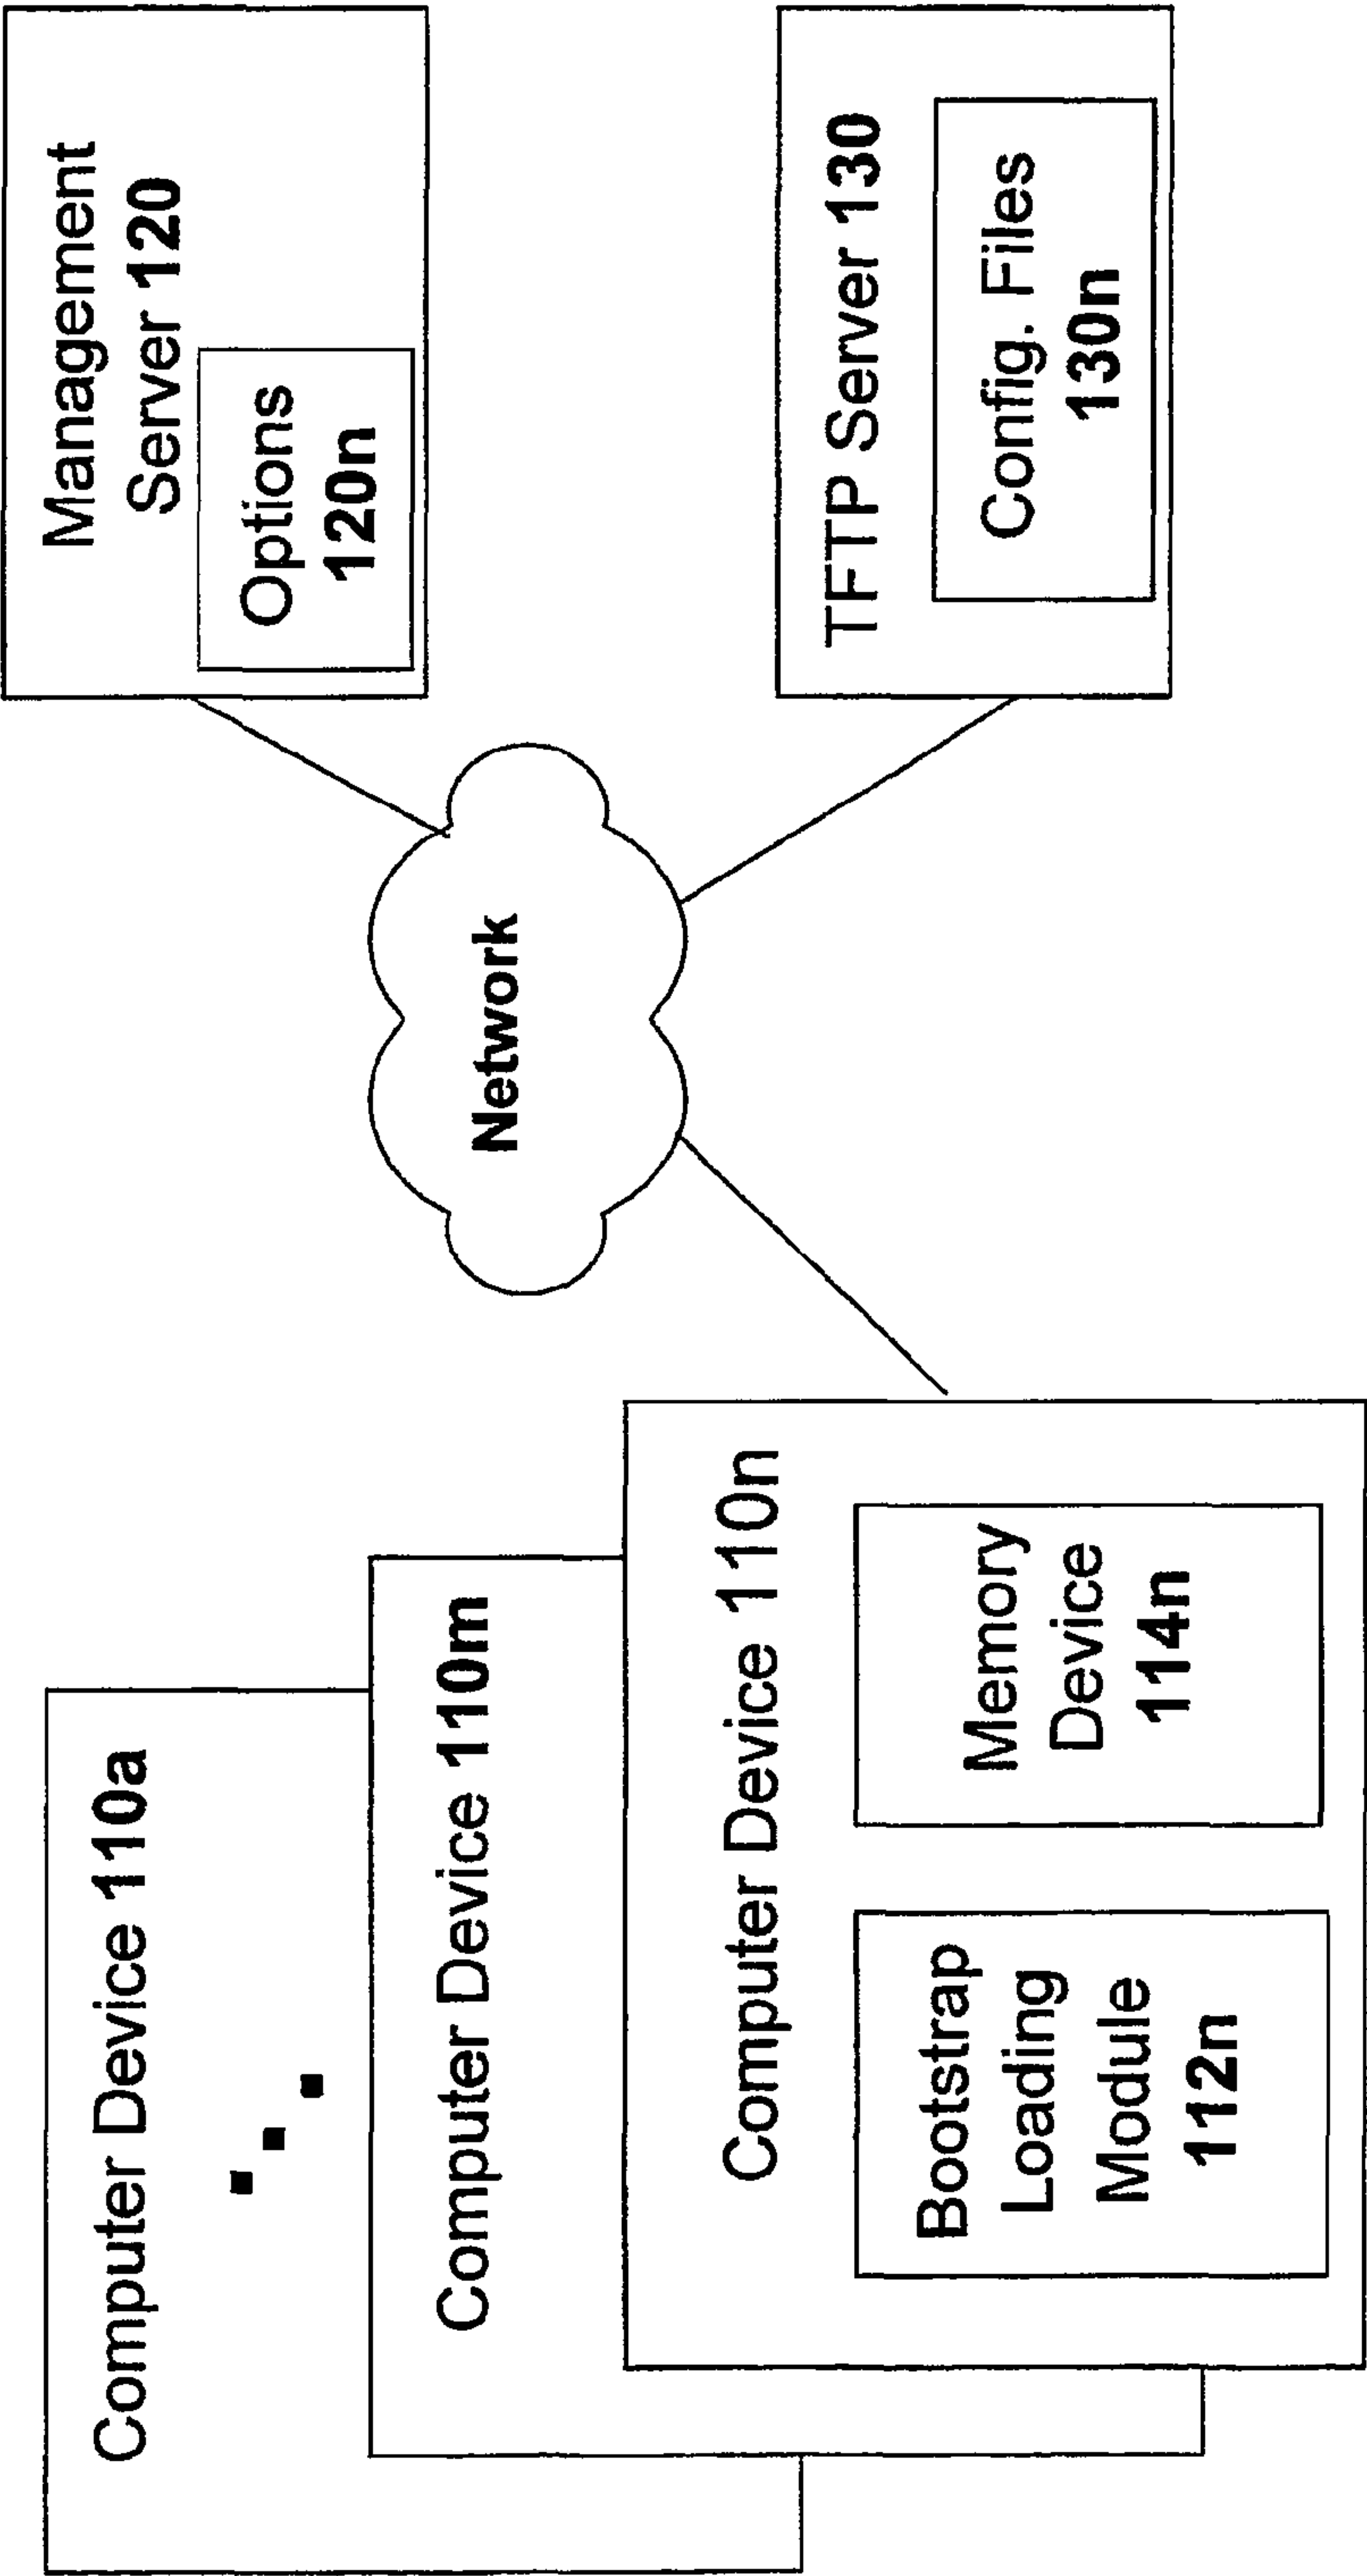 Computer Device 110a
Computer Device 110m
Computer Device 110n
Bootstrap
Loading
Module
112n
Memory
Device
114n
Network
Management
Server 120
Options
120n
TFTP Server 130
Config. Files
130n